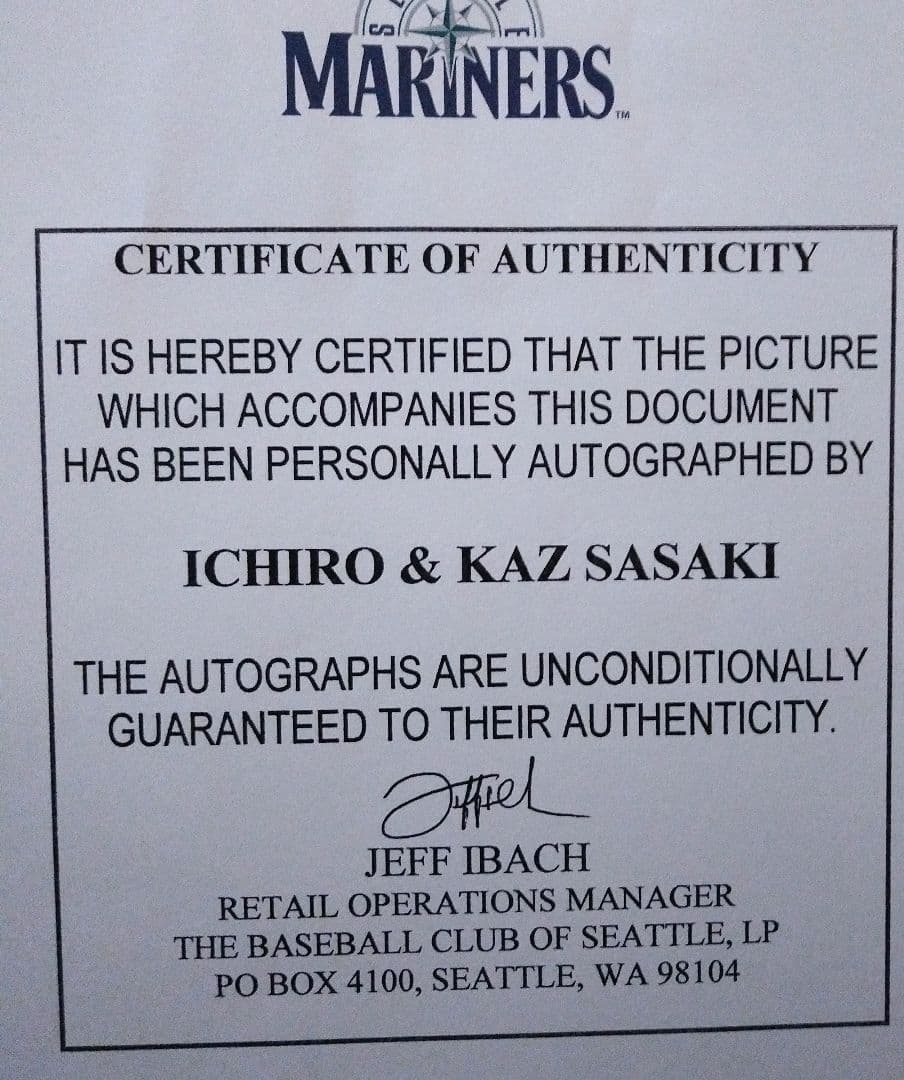 MARINERS™
CERTIFICATE OF AUTHENTICITY
IT IS HEREBY CERTIFIED THAT THE PICTURE
WHICH ACCOMPANIES THIS DOCUMENT
HAS BEEN PERSONALLY AUTOGRAPHED BY
ICHIRO & KAZ SASAKI
THE AUTOGRAPHS ARE UNCONDITIONALLY
GUARANTEED TO THEIR AUTHENTICITY.
JEFF IBACH
RETAIL OPERATIONS MANAGER
THE BASEBALL CLUB OF SEATTLE, LP
PO BOX 4100, SEATTLE, WA 98104